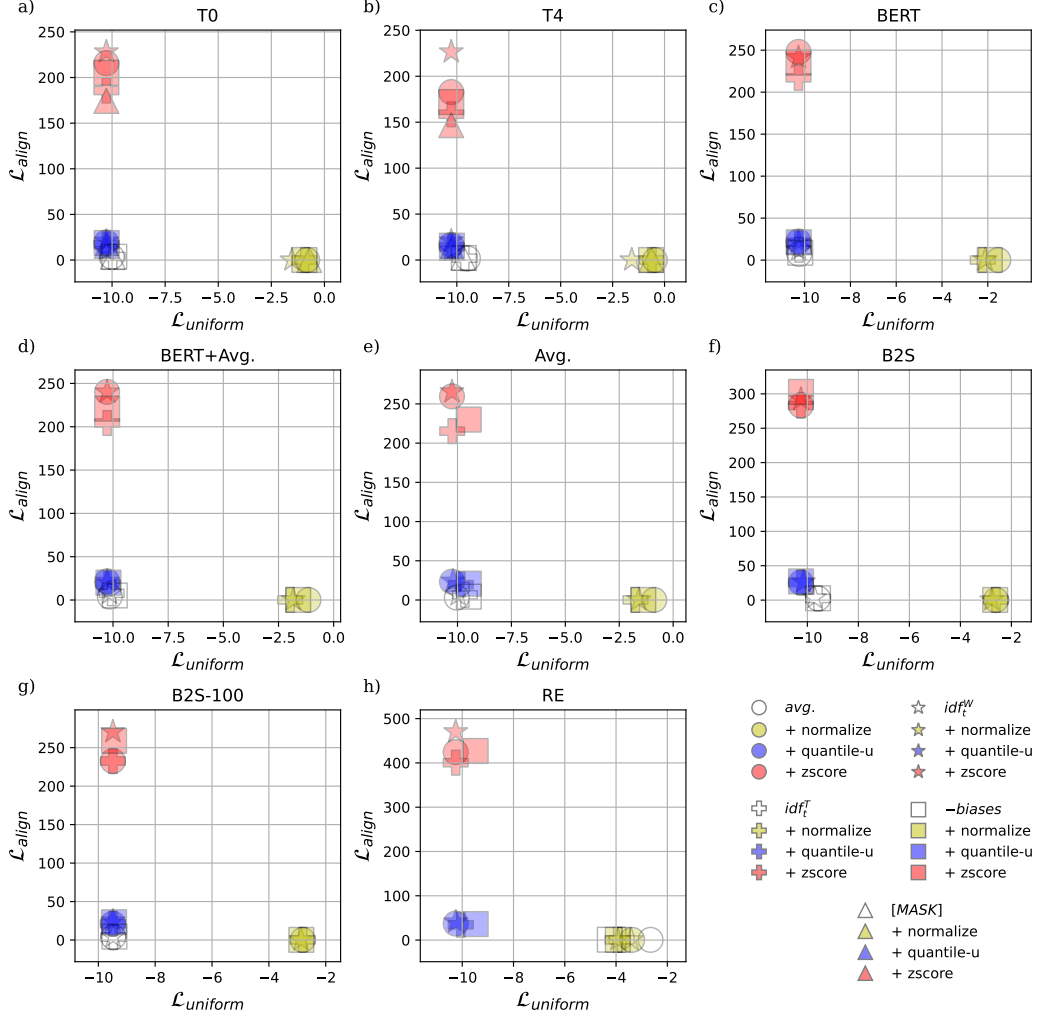 a)
T0
250
200
150
100
50
0
−10.0
−7.5
−5.0
−2.5
0.0
ℒalign
ℒuniform
b)
T4
250
200
150
100
50
0
−10.0
−7.5
−5.0
−2.5
0.0
ℒalign
ℒuniform
c)
BERT
250
200
150
100
50
0
−10
−8
−6
−4
−2
ℒalign
ℒuniform
d)
BERT+Avg.
250
200
150
100
50
0
−10.0
−7.5
−5.0
−2.5
0.0
ℒalign
ℒuniform
e)
Avg.
250
200
150
100
50
0
−10.0
−7.5
−5.0
−2.5
0.0
ℒalign
ℒuniform
f)
B2S
300
250
200
150
100
50
0
−10
−8
−6
−4
−2
ℒalign
ℒuniform
g)
B2S-100
250
200
150
100
50
0
−10
−8
−6
−4
−2
ℒalign
ℒuniform
h)
RE
500
400
300
200
100
0
−10
−8
−6
−4
−2
ℒalign
ℒuniform
avg.
+ normalize
+ quantile-u
+ zscore
idf_t^W
+ normalize
+ quantile-u
+ zscore
idf_t^T
+ normalize
+ quantile-u
+ zscore
−biases
+ normalize
+ quantile-u
+ zscore
[MASK]
+ normalize
+ quantile-u
+ zscore